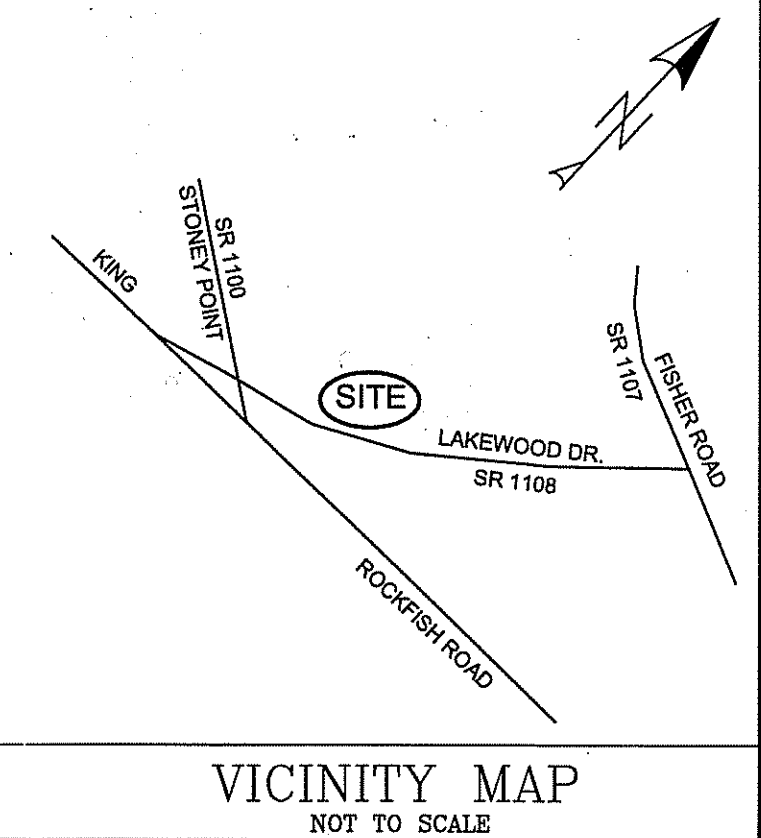 N
KING
STONEY POINT
SR 1100
SITE
LAKEWOOD DR.
SR 1108
SR 1107
FISHER ROAD
ROCKFISH ROAD
VICINITY MAP
NOT TO SCALE